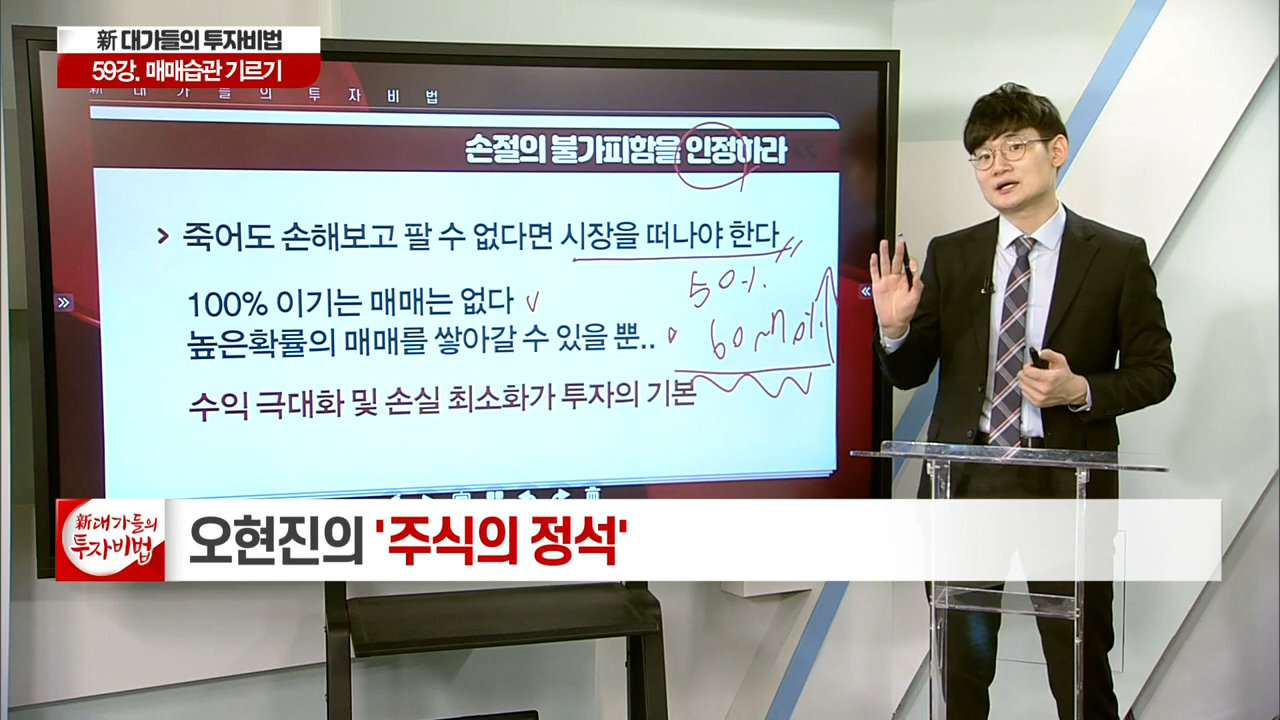 新 대가들의 투자비법
59강. 매매습관 기르기
新 대가들의 투자비법
손절의 불가피함을 인정하라
죽어도 손해보고 팔 수 없다면 시장을 떠나야 한다
50%.
100% 이기는 매매는 없다
높은확률의 매매를 쌓아갈 수 있을 뿐..
수익 극대화 및 손실 최소화가 투자의 기본
新대가들의
투자비법
오현진의 '주식의 정석'